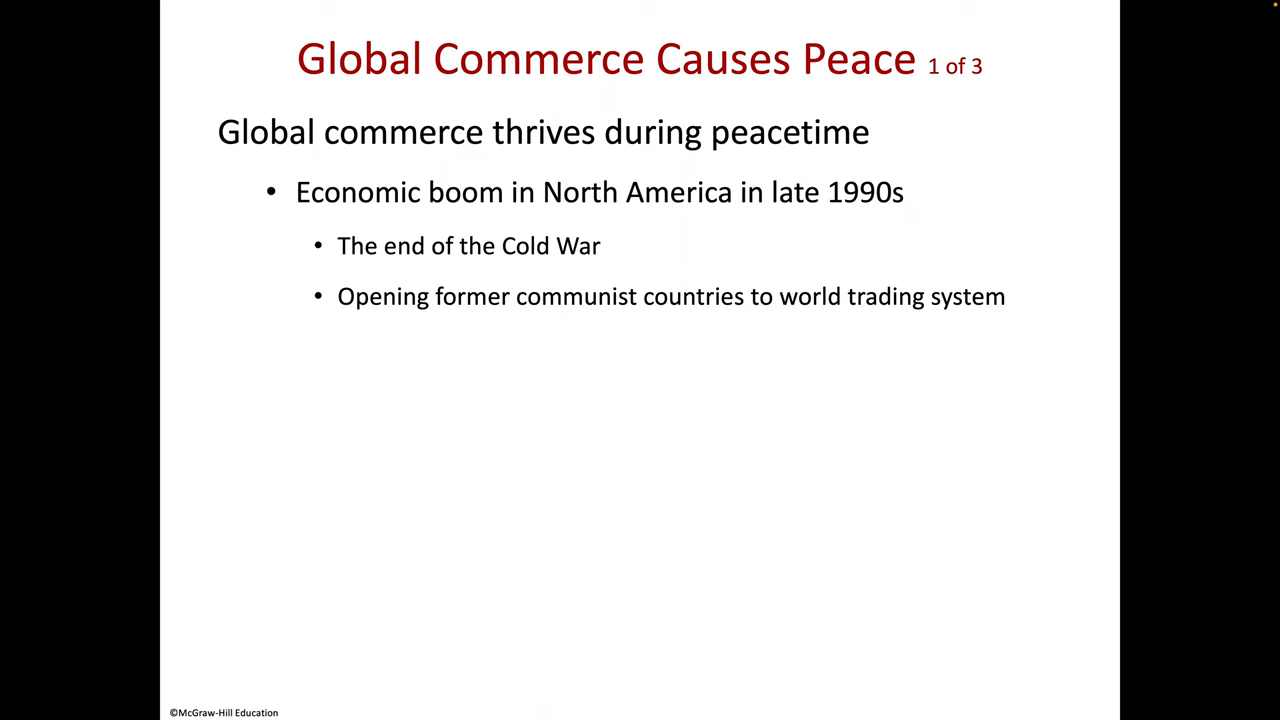 Global Commerce Causes Peace 1 of 3
Global commerce thrives during peacetime
• Economic boom in North America in late 1990s
• The end of the Cold War
• Opening former communist countries to world trading system
©McGraw-Hill Education